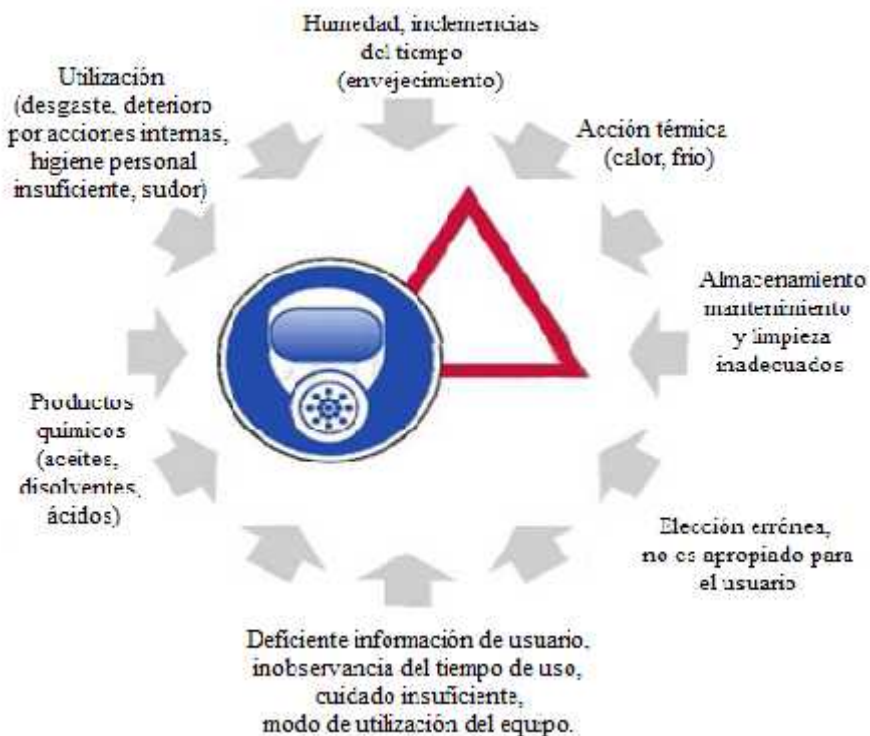 Humedad, inclemencias
del tiempo
(envejecimiento)
Utilización
(desgaste, deterioro
por acciones internas,
higiene personal
insuficiente, sudor)
Acción térmica
(calor, frio)
Almacenamiento
mantenimiento
y limpieza
inadecuados
Productos
químicos
(aceites,
disolventes,
ácidos)
Elección errónea,
no es apropiado para
el usuario
Deficiente información de usuario,
inobservancia del tiempo de uso,
cuidado insuficiente,
modo de utilización del equipo.